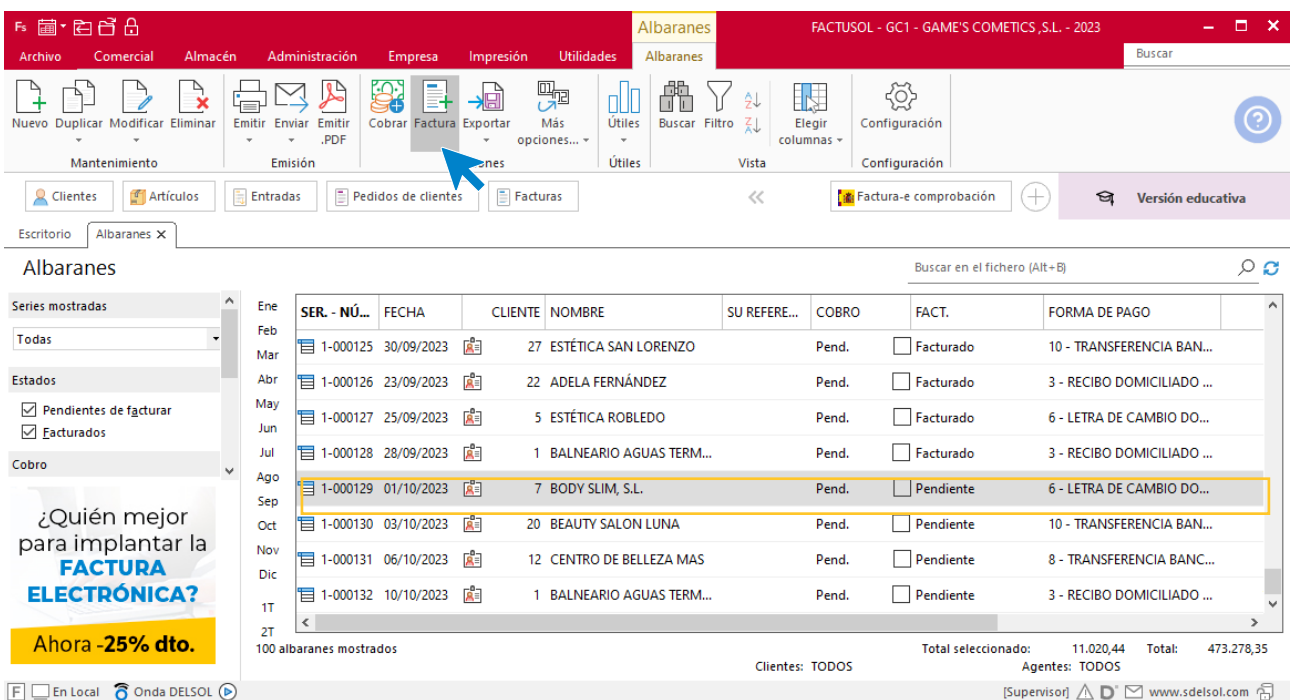 Fs
Albaranes
FACTUSOL - GC1 - GAME'S COMETICS ,S.L. - 2023
Archivo Comercial Almacén Administración Empresa Impresión Utilidades Albaranes Buscar
Nuevo Duplicar Modificar Eliminar Emitir Enviar Emitir .PDF Cobrar Factura Exportar Más opciones... Útiles Buscar Filtro Elegir columnas Configuración
Mantenimiento Emisión ones Útiles Vista Configuración
Clientes Artículos Entradas Pedidos de clientes Facturas Factura-e comprobación Versión educativa
Escritorio Albaranes X
Albaranes
Buscar en el fichero (Alt+B)
Series mostradas
Todas
Estados
Pendientes de facturar
Facturados
Cobro
¿Quién mejor
para implantar la
FACTURA
ELECTRÓNICA?
Ahora -25% dto.
Ene
Feb
Mar
Abr
May
Jun
Jul
Ago
Sep
Oct
Nov
Dic
1T
2T
SER. - NÚ... FECHA CLIENTE NOMBRE SU REFERE... COBRO FACT. FORMA DE PAGO
1-000125 30/09/2023 27 ESTÉTICA SAN LORENZO Pend. Facturado 10 - TRANSFERENCIA BAN...
1-000126 23/09/2023 22 ADELA FERNÁNDEZ Pend. Facturado 3 - RECIBO DOMICILIADO ...
1-000127 25/09/2023 5 ESTÉTICA ROBLEDO Pend. Facturado 6 - LETRA DE CAMBIO DO...
1-000128 28/09/2023 1 BALNEARIO AGUAS TERM... Pend. Facturado 3 - RECIBO DOMICILIADO ...
1-000129 01/10/2023 7 BODY SLIM, S.L. Pend. Pendiente 6 - LETRA DE CAMBIO DO...
1-000130 03/10/2023 20 BEAUTY SALON LUNA Pend. Pendiente 10 - TRANSFERENCIA BAN...
1-000131 06/10/2023 12 CENTRO DE BELLEZA MAS Pend. Pendiente 8 - TRANSFERENCIA BANC...
1-000132 10/10/2023 1 BALNEARIO AGUAS TERM... Pend. Pendiente 3 - RECIBO DOMICILIADO ...
100 albaranes mostrados Total seleccionado: 11.020,44 Total: 473.278,35
Clientes: TODOS Agentes: TODOS
F En Local Onda DELSOL [Supervisor] D www.sdelsol.com